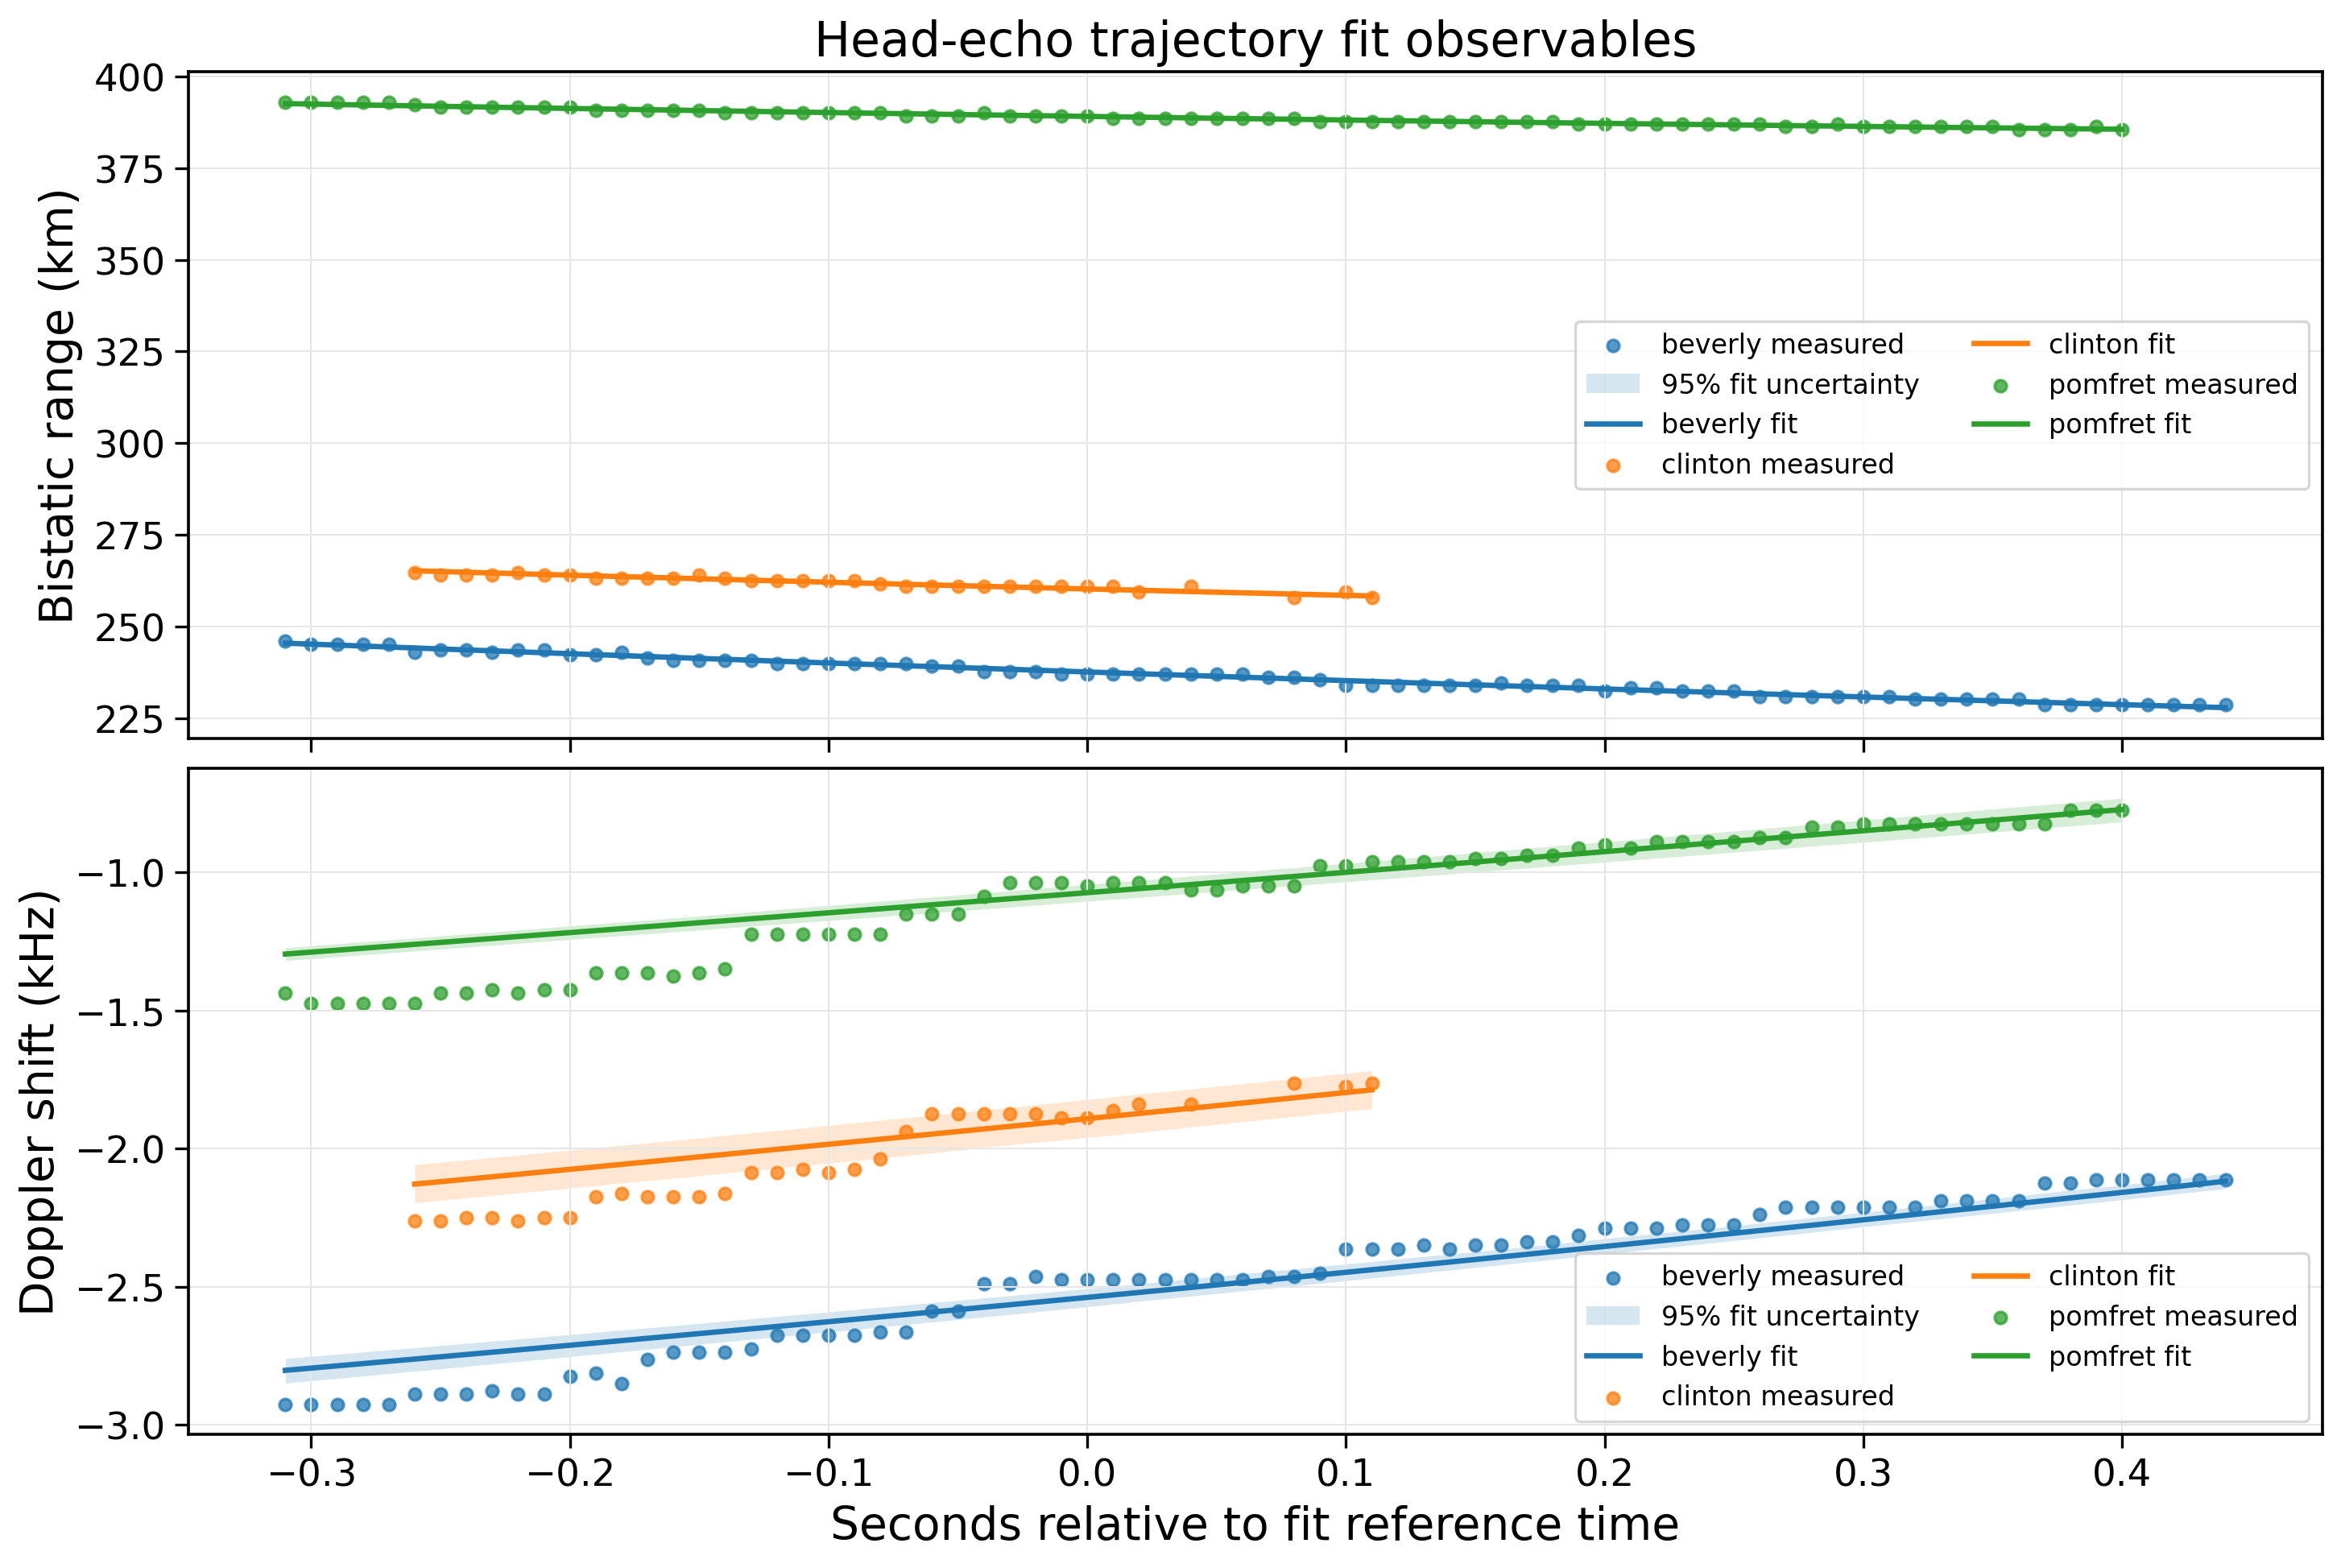 Head-echo trajectory fit observables
Bistatic range (km)
400
375
350
325
300
275
250
225
beverly measured
95% fit uncertainty
beverly fit
clinton measured
clinton fit
pomfret measured
pomfret fit
Doppler shift (kHz)
−1.0
−1.5
−2.0
−2.5
−3.0
beverly measured
95% fit uncertainty
beverly fit
clinton measured
clinton fit
pomfret measured
pomfret fit
−0.3 −0.2 −0.1 0.0 0.1 0.2 0.3 0.4
Seconds relative to fit reference time